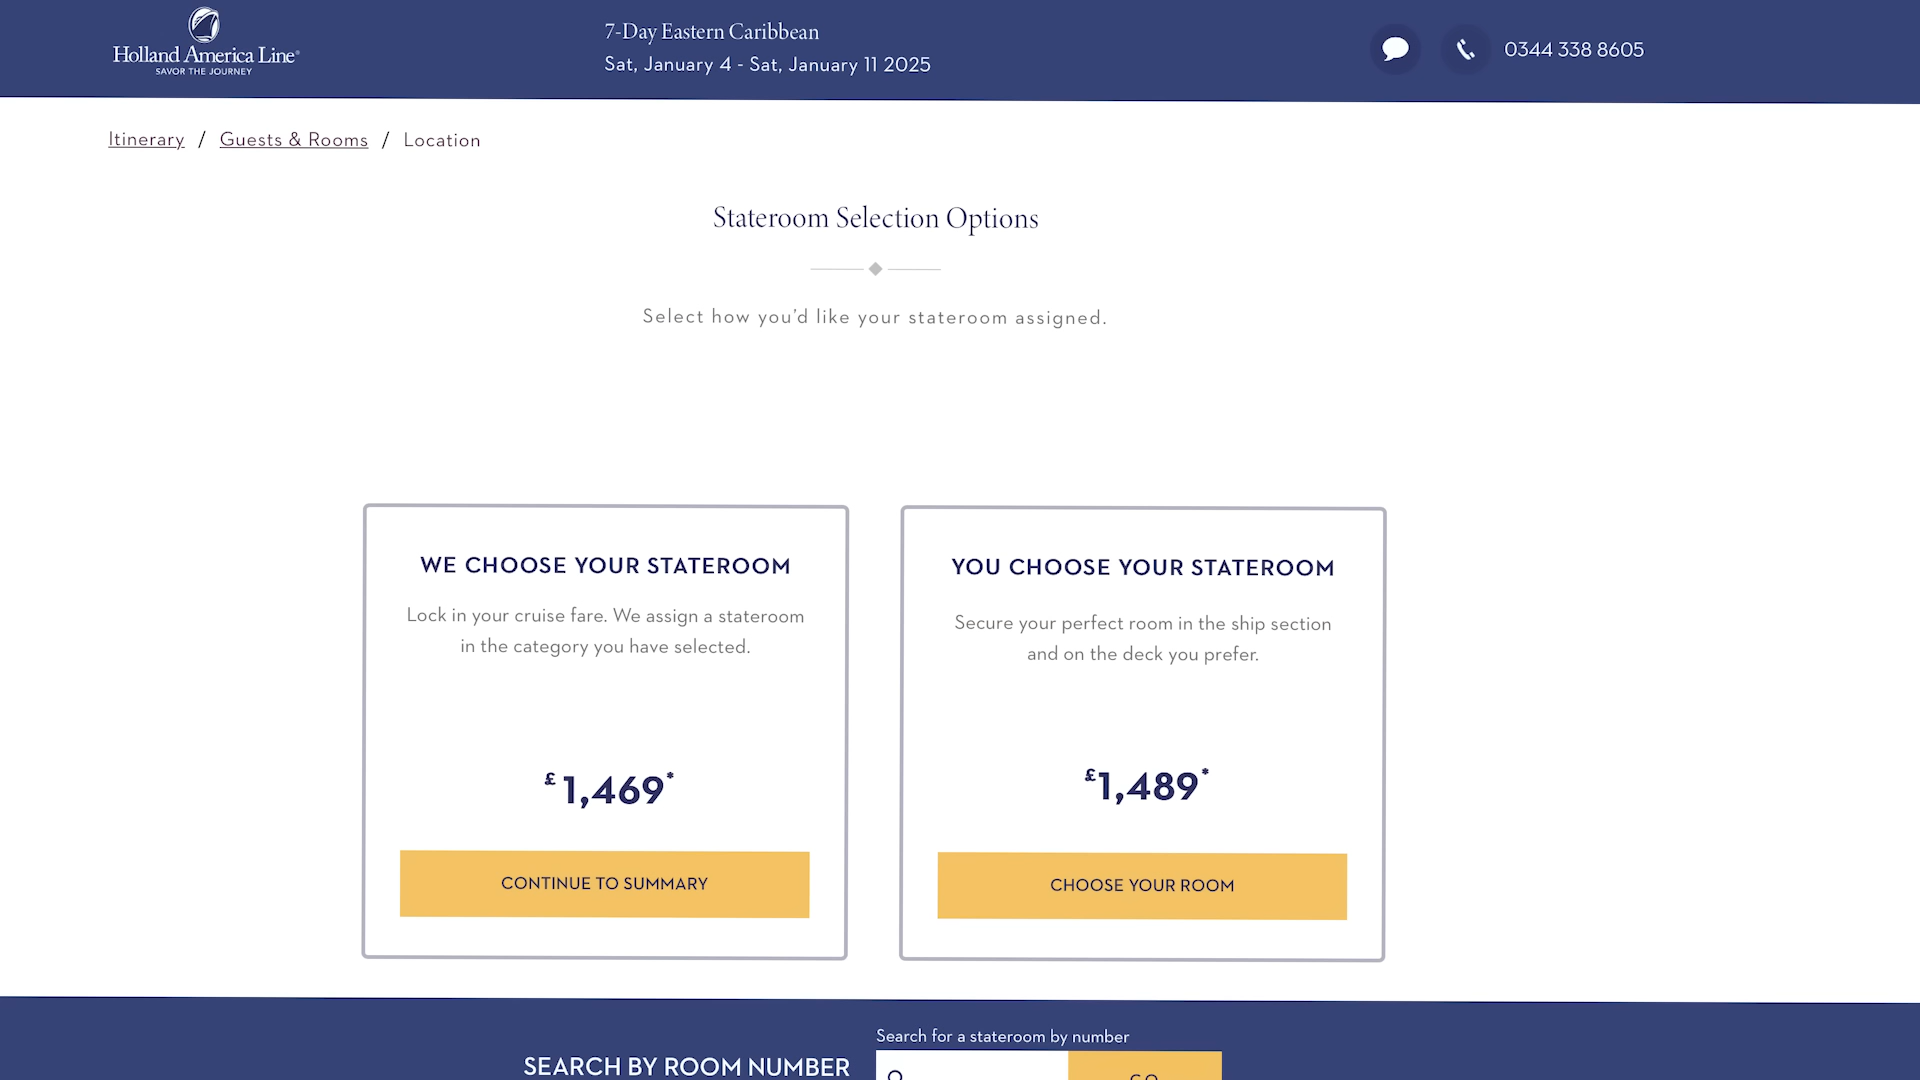 Holland America Line®
SAVOR THE JOURNEY
7-Day Eastern Caribbean
Sat, January 4 - Sat, January 11 2025
0344 338 8605
Itinerary / Guests & Rooms / Location
Stateroom Selection Options
Select how you'd like your stateroom assigned.
WE CHOOSE YOUR STATEROOM
Lock in your cruise fare. We assign a stateroom
in the category you have selected.
£1,469*
CONTINUE TO SUMMARY
YOU CHOOSE YOUR STATEROOM
Secure your perfect room in the ship section
and on the deck you prefer.
£1,489*
CHOOSE YOUR ROOM
SEARCH BY ROOM NUMBER
Search for a stateroom by number
GO